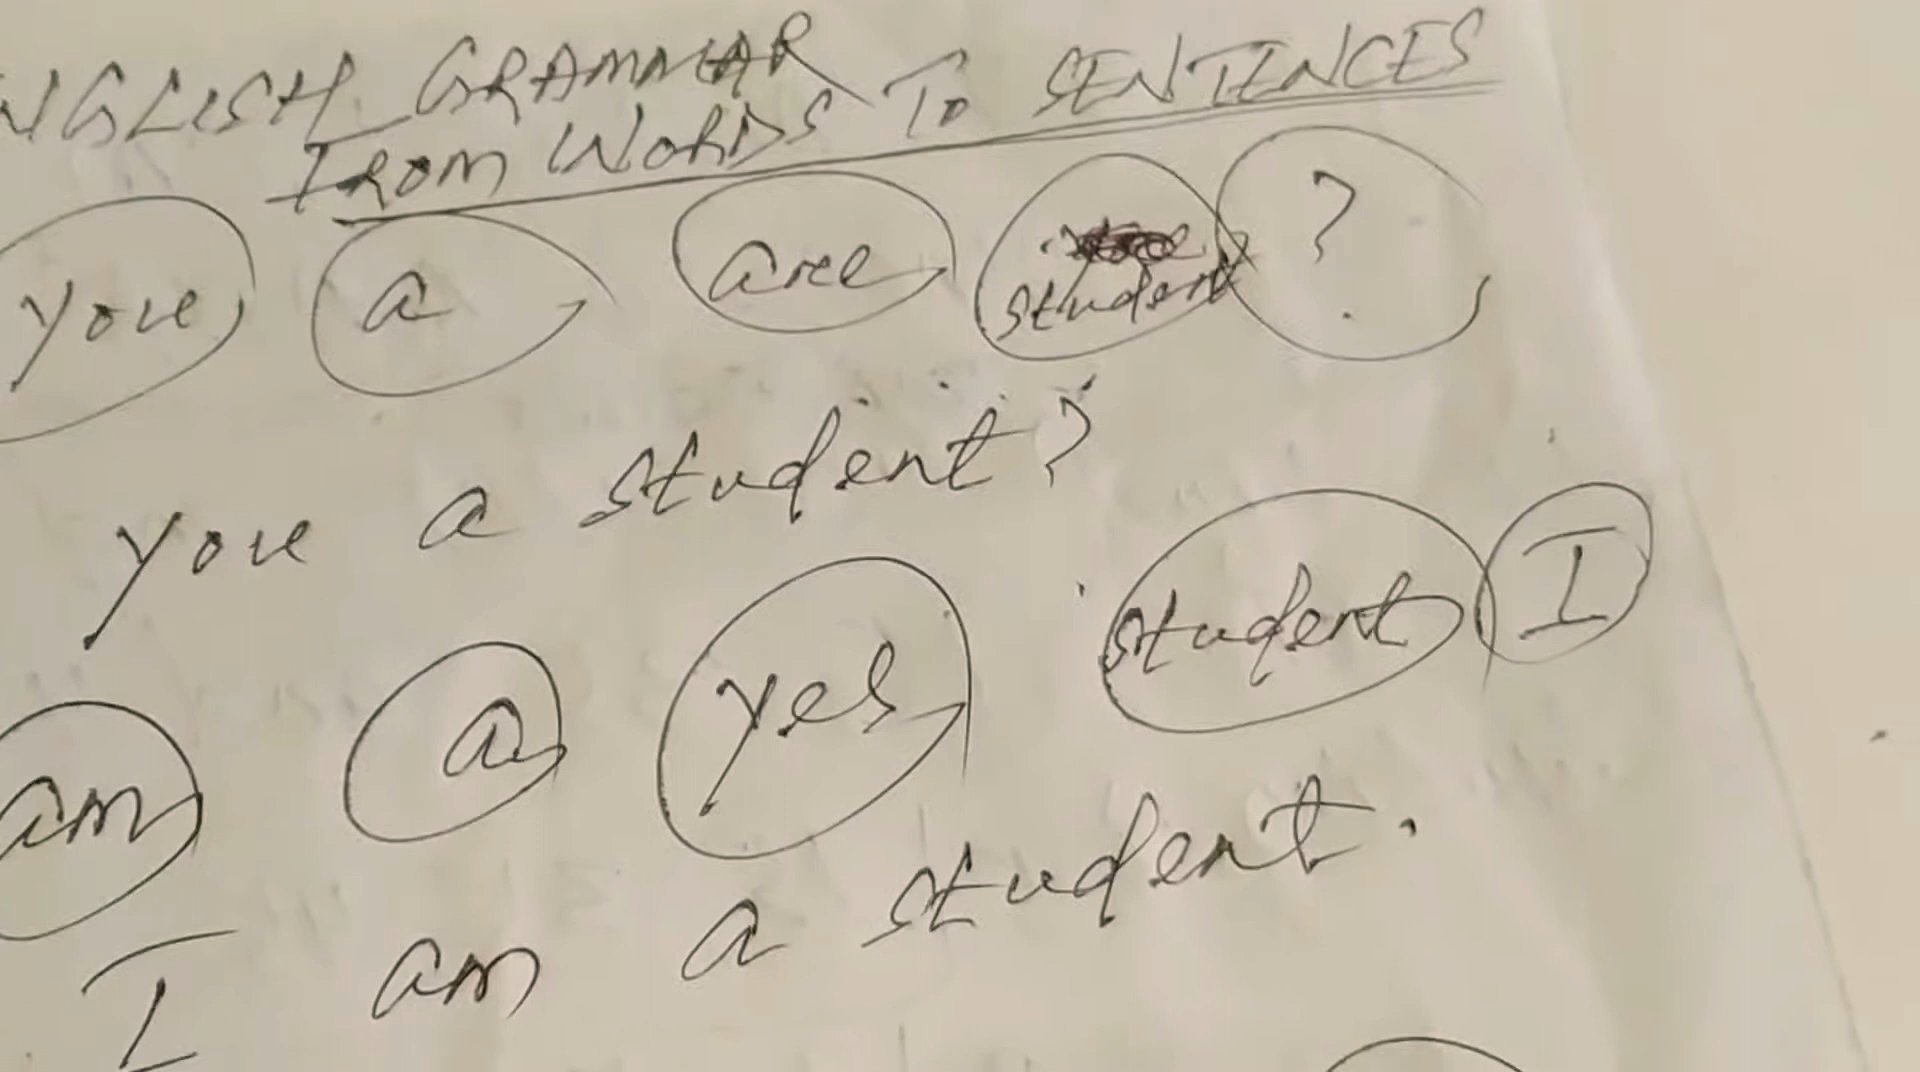 NGLISH GRAMMAR
FROM WORDS TO SENTENCES
you a are student ?
you a student?
am a yes student I
I am a student.